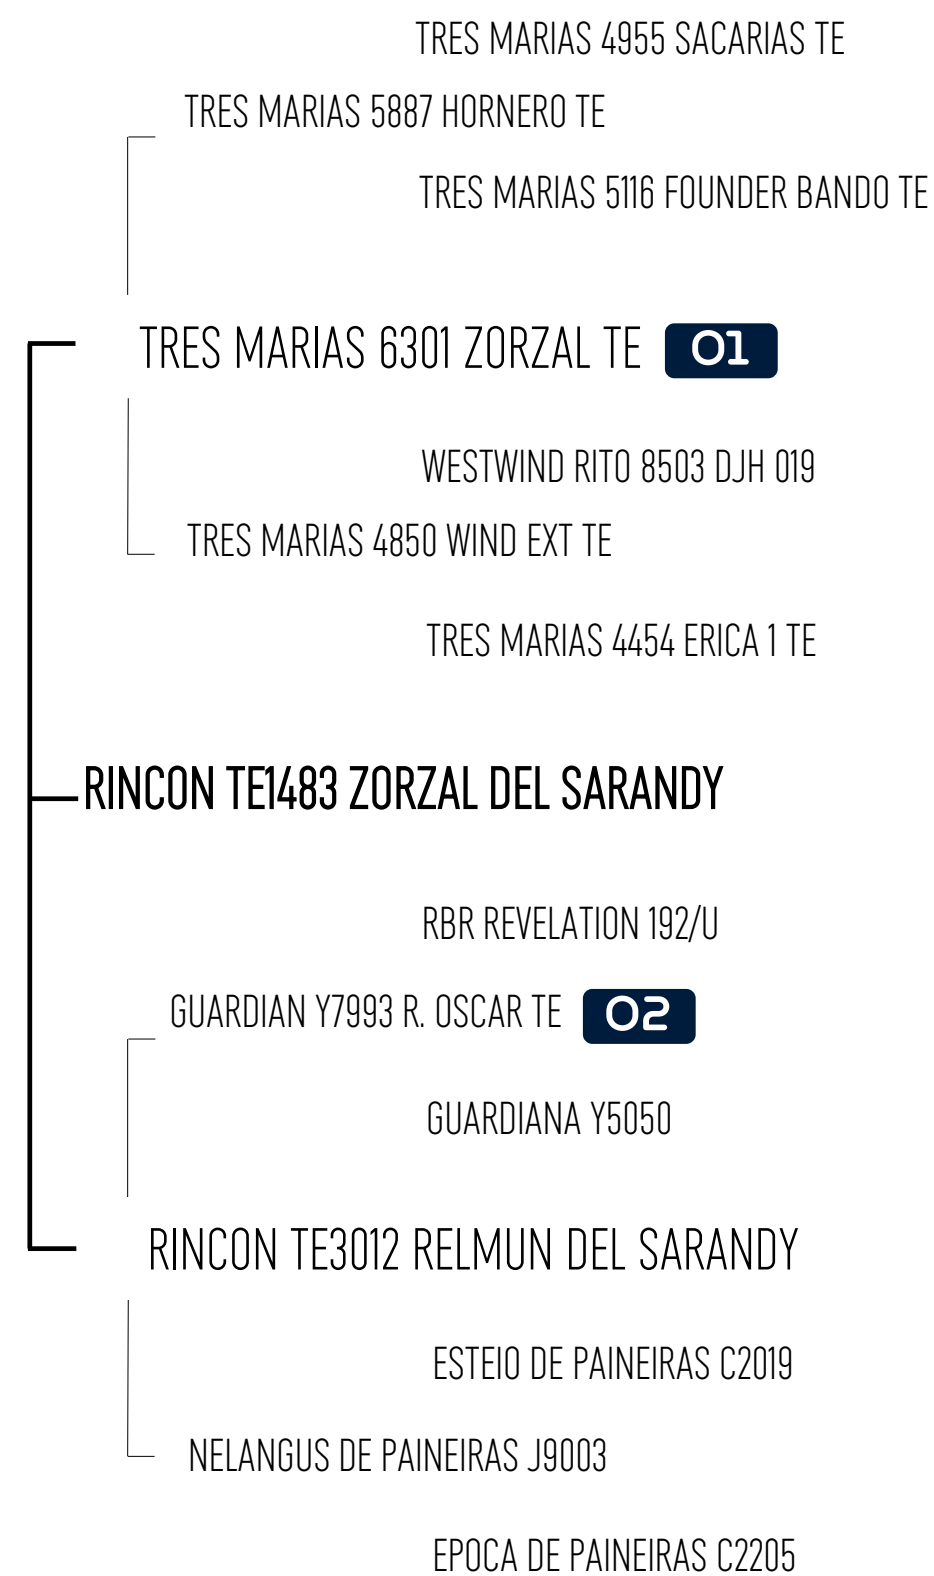 TRES MARIAS 4955 SACARIAS TE
TRES MARIAS 5887 HORNERO TE
TRES MARIAS 5116 FOUNDER BANDO TE
TRES MARIAS 6301 ZORZAL TE 01
WESTWIND RITO 8503 DJH 019
TRES MARIAS 4850 WIND EXT TE
TRES MARIAS 4454 ERICA 1 TE
RINCON TE1483 ZORZAL DEL SARANDY
RBR REVELATION 192/U
GUARDIAN Y7993 R. OSCAR TE 02
GUARDIANA Y5050
RINCON TE3012 RELMUN DEL SARANDY
ESTEIO DE PAINEIRAS C2019
NELANGUS DE PAINEIRAS J9003
EPOCA DE PAINEIRAS C2205